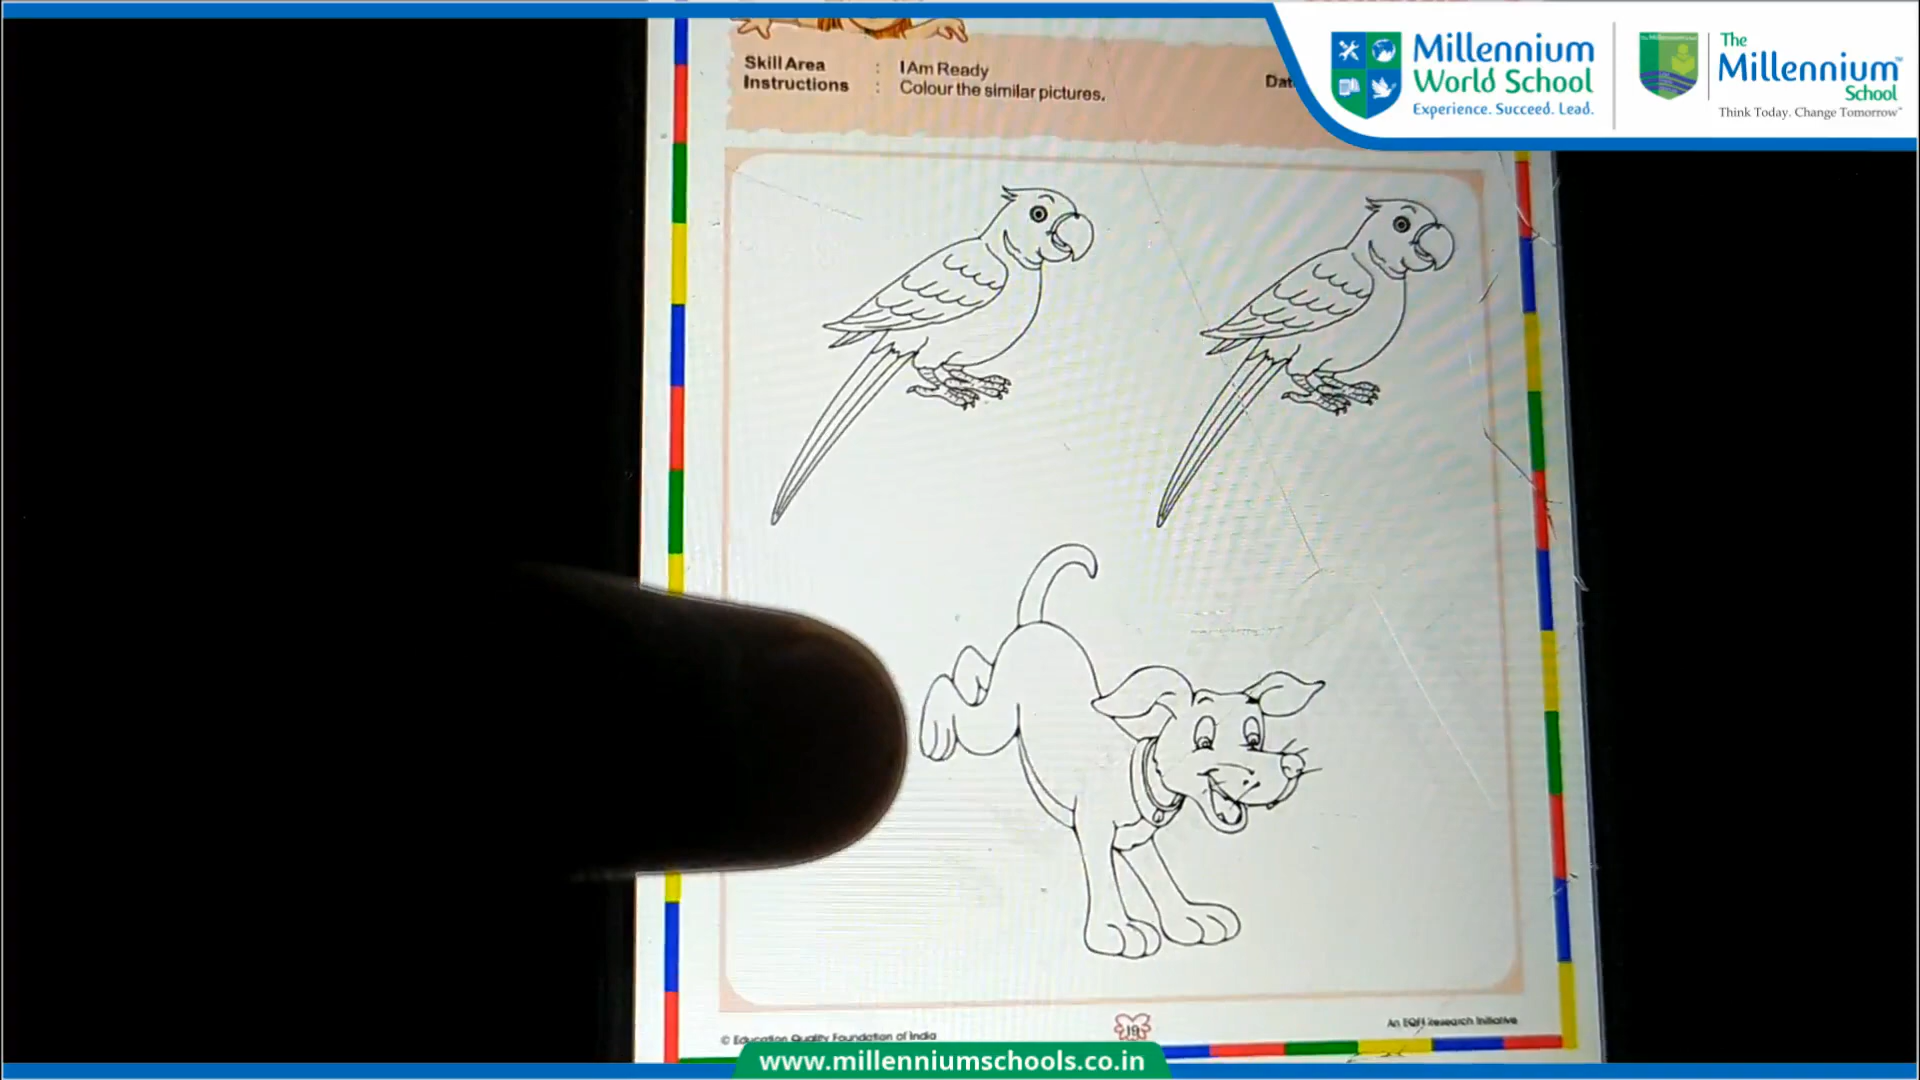 Skill Area : I Am Ready
Instructions : Colour the similar pictures.
Millennium
World School
Experience. Succeed. Lead.
The
Millennium
School
Think Today. Change Tomorrow
19
© Education Quality Foundation of India
An EQFI Research Initiative
www.millenniumschools.co.in